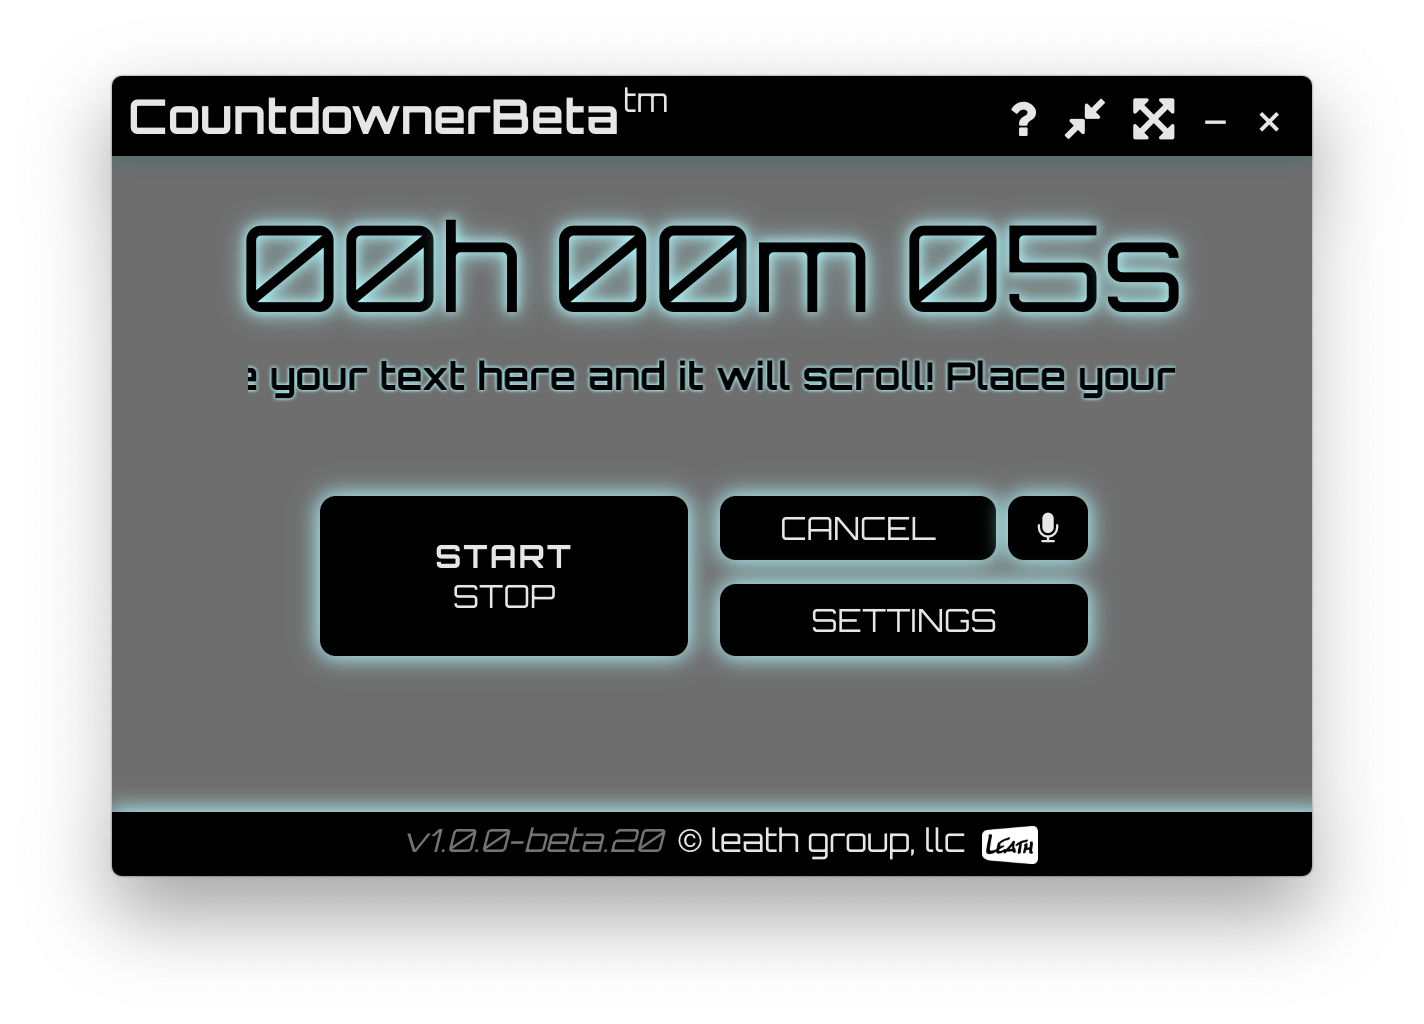 CountdownerBeta tm
?
00h 00m 05s
your text here and it will scroll! Place your
START
STOP
CANCEL
SETTINGS
v1.0.0-beta.20 © leath group, llc LEATH